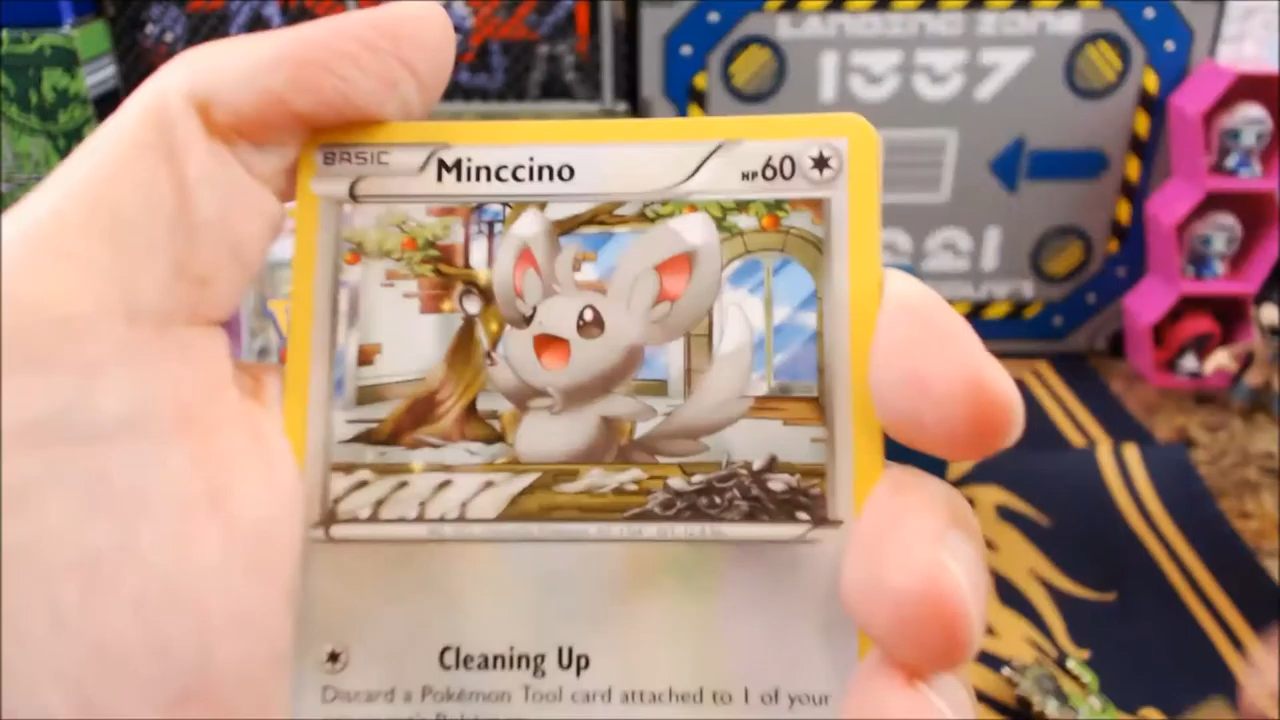 LANDING ZONE
1337
BASIC Minccino HP60
Cleaning Up
Discard a Pokémon Tool card attached to 1 of your